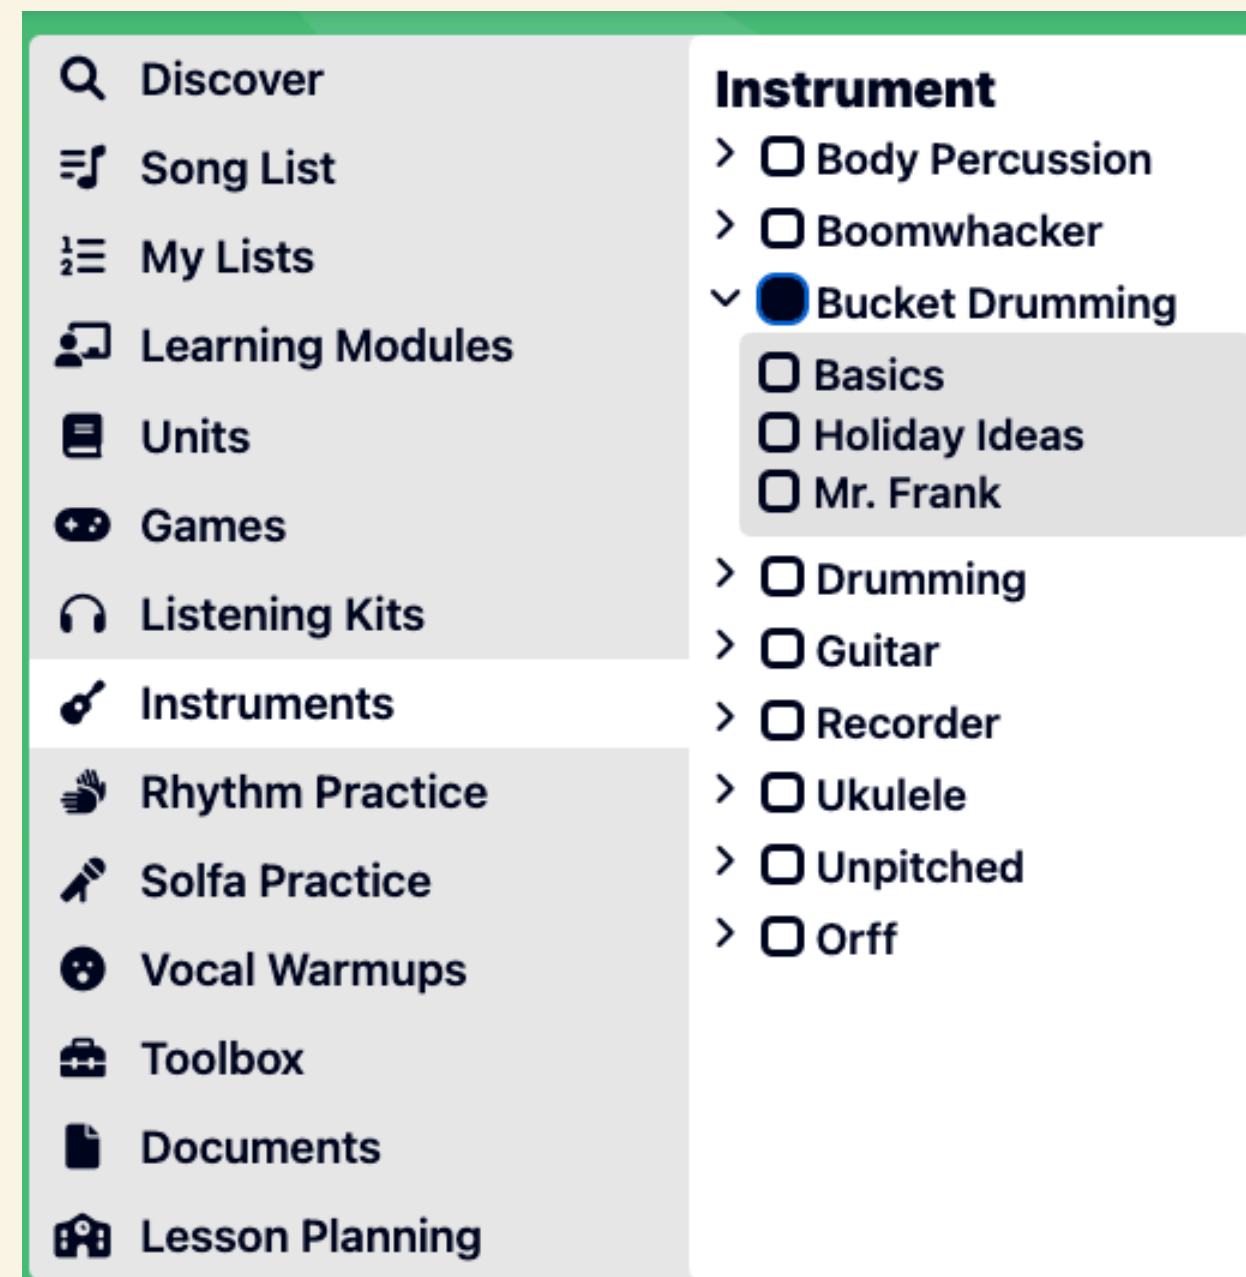 Discover
Song List
My Lists
Learning Modules
Units
Games
Listening Kits
Instruments
Rhythm Practice
Solfa Practice
Vocal Warmups
Toolbox
Documents
Lesson Planning
Instrument
Body Percussion
Boomwhacker
Bucket Drumming
Basics
Holiday Ideas
Mr. Frank
Drumming
Guitar
Recorder
Ukulele
Unpitched
Orff